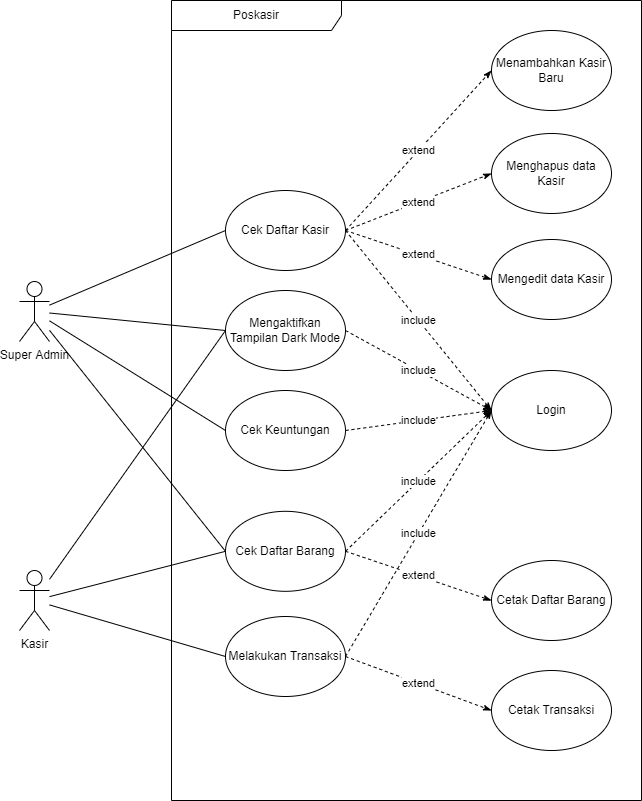 Poskasir
Menambahkan Kasir
Baru
extend
Menghapus data
Kasir
extend
Cek Daftar Kasir
extend
Mengedit data Kasir
include
Mengaktifkan
Tampilan Dark Mode
Super Admin
include
Login
include
Cek Keuntungan
include
include
Cek Daftar Barang
extend
Cetak Daftar Barang
Kasir
Melakukan Transaksi
extend
Cetak Transaksi